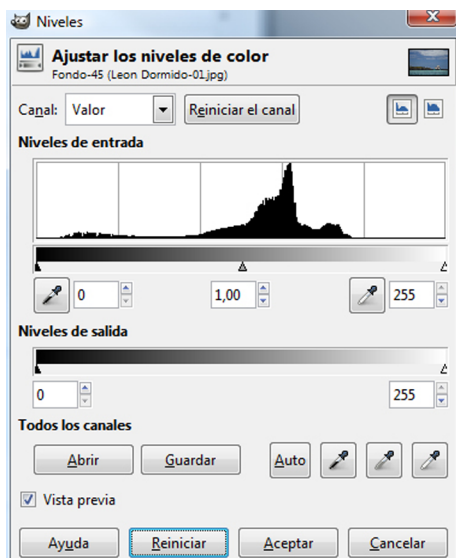 Niveles
Ajustar los niveles de color
Fondo-45 (Leon Dormido-01.jpg)
Canal: Valor Reiniciar el canal
Niveles de entrada
0 1,00 255
Niveles de salida
0 255
Todos los canales
Abrir Guardar Auto
Vista previa
Ayuda Reiniciar Aceptar Cancelar